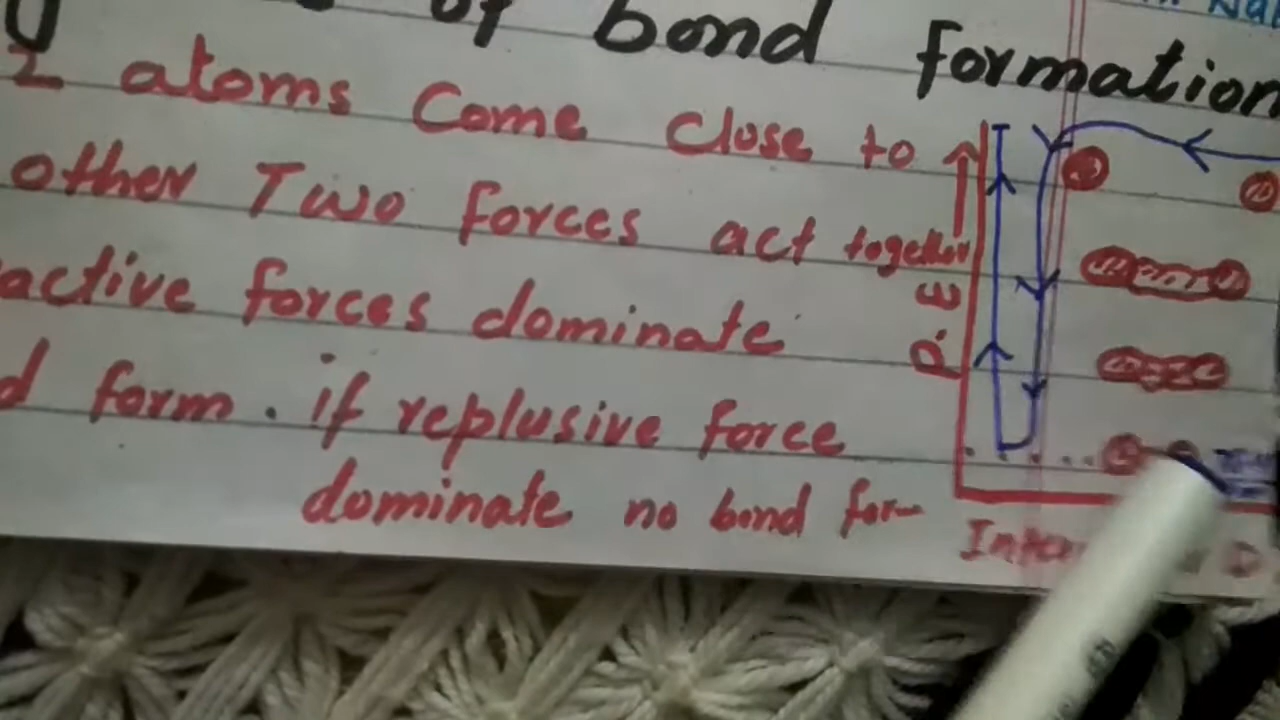 of bond formation
2 atoms Come Close to
other Two forces act together
active forces dominate
d form. if replusive force
dominate no bond for
P. E